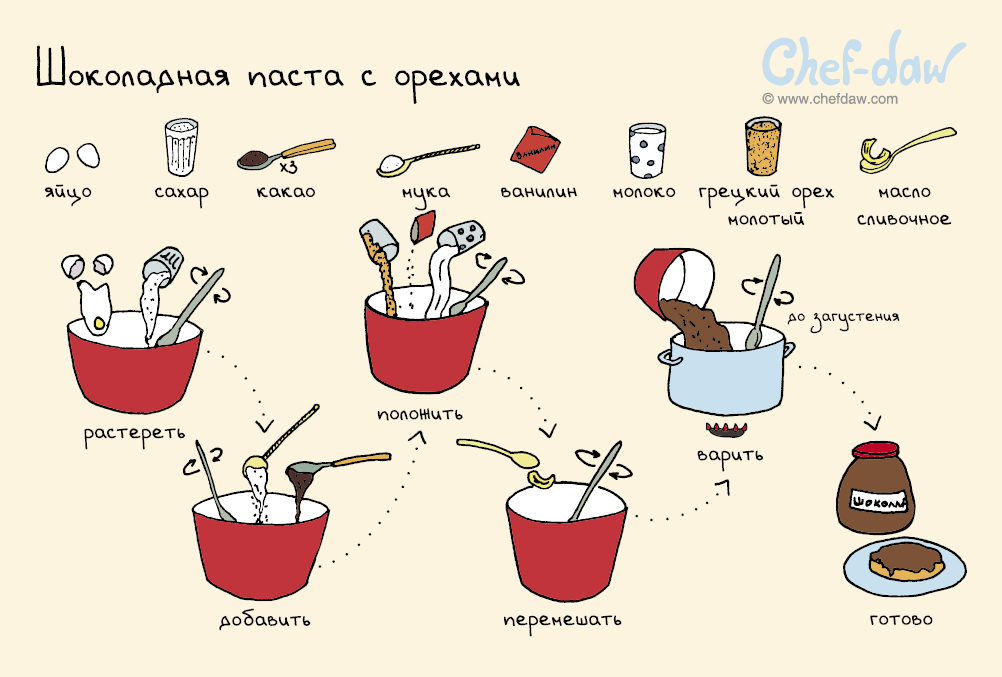 Шоколадная паста с орехами
Chef-daw
© www.chefdaw.com
яйцо
сахар
х3
какао
мука
ванилин
ванилин
молоко
грецкий орех
молотый
масло
сливочное
растереть
добавить
положить
перемешать
до загустения
варить
шокола
готово